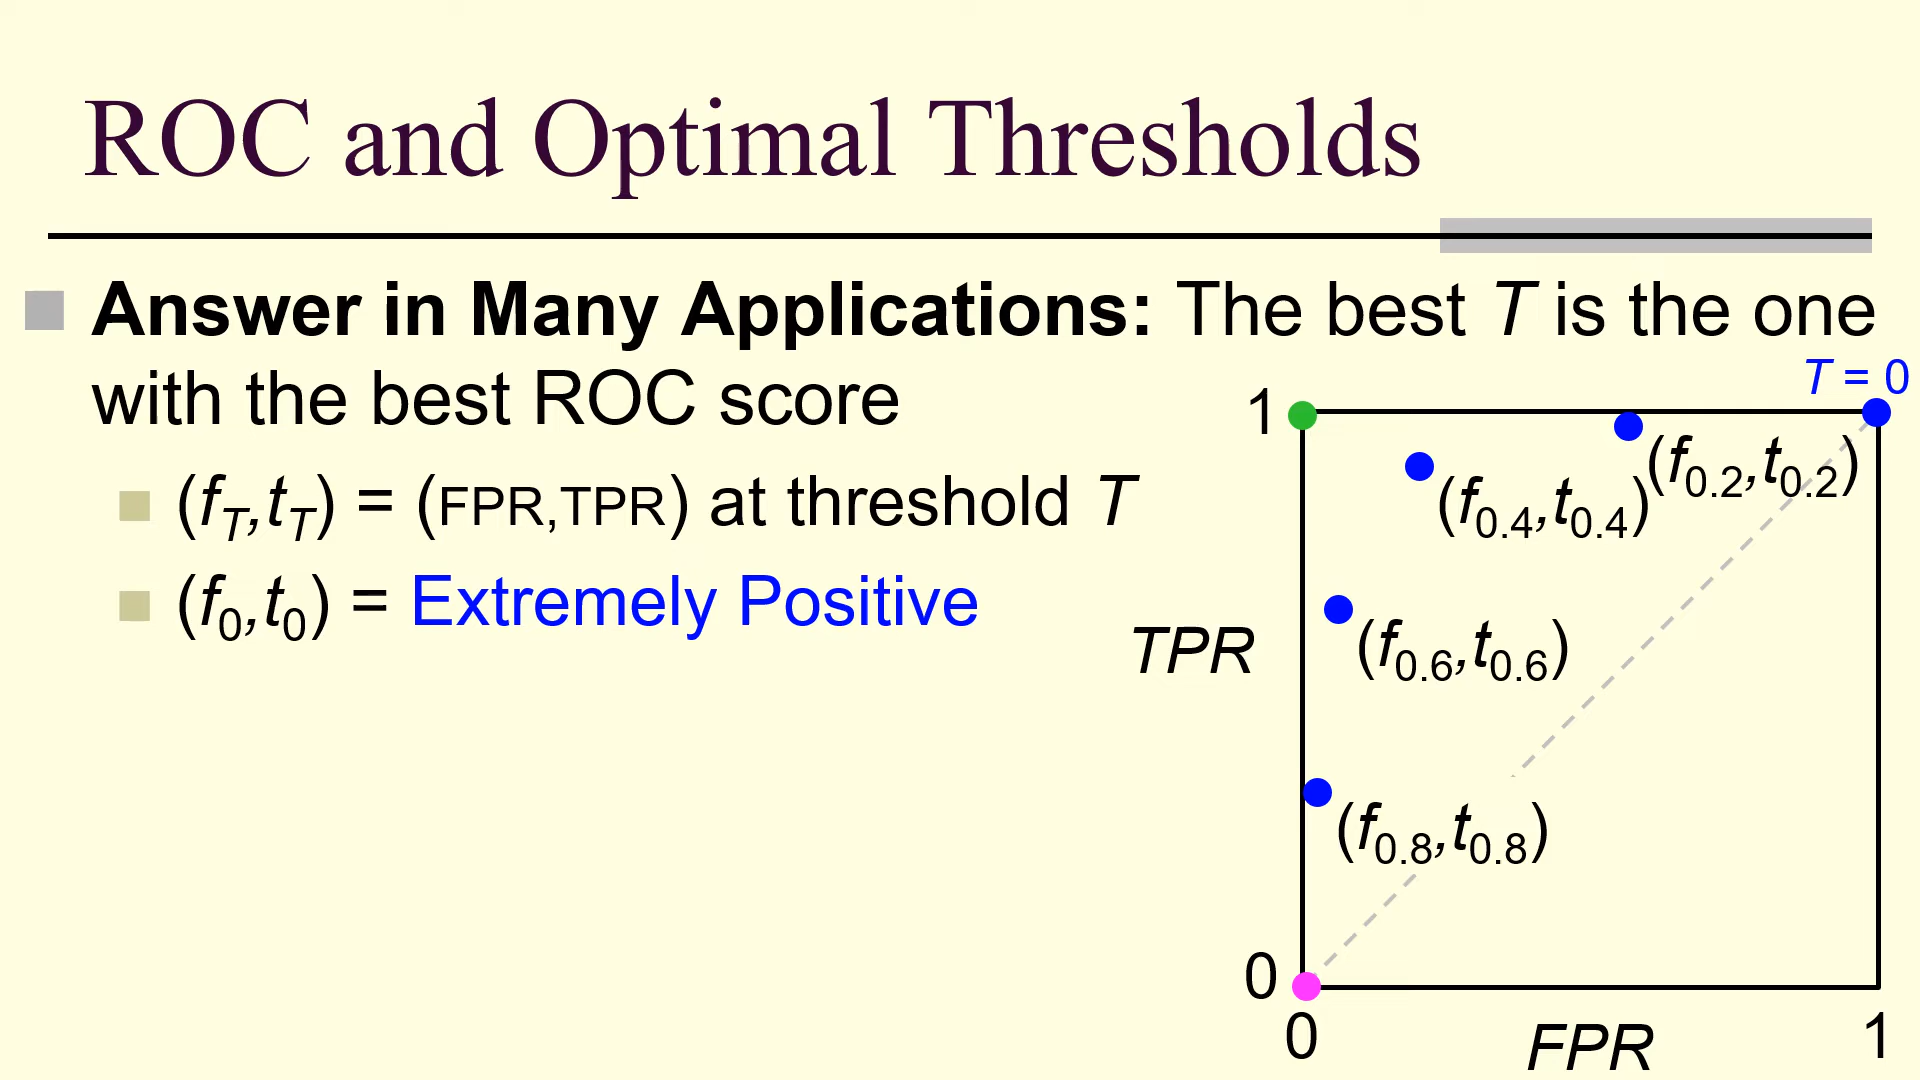 ROC and Optimal Thresholds
Answer in Many Applications: The best T is the one
with the best ROC score
(fT,tT) = (FPR,TPR) at threshold T
(f0,t0) = Extremely Positive
T = 0
1
(f0.2,t0.2)
(f0.4,t0.4)
TPR
(f0.6,t0.6)
(f0.8,t0.8)
0
0
FPR
1